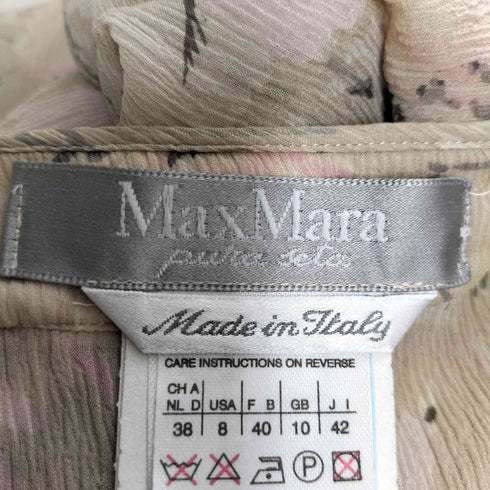 MaxMara
pura seta
Made in Italy
CARE INSTRUCTIONS ON REVERSE
CH A
NL D USA F B GB J I
38 8 40 10 42
P